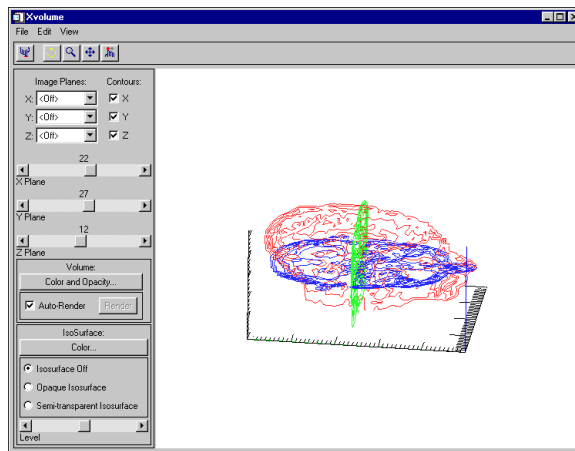 Xvolume
File Edit View
Image Planes: Contours:
X: <Off> X
Y: <Off> Y
Z: <Off> Z
22
X Plane
27
Y Plane
12
Z Plane
Volume:
Color and Opacity...
Auto-Render Render
IsoSurface:
Color...
Isosurface Off
Opaque Isosurface
Semi-transparent Isosurface
Level